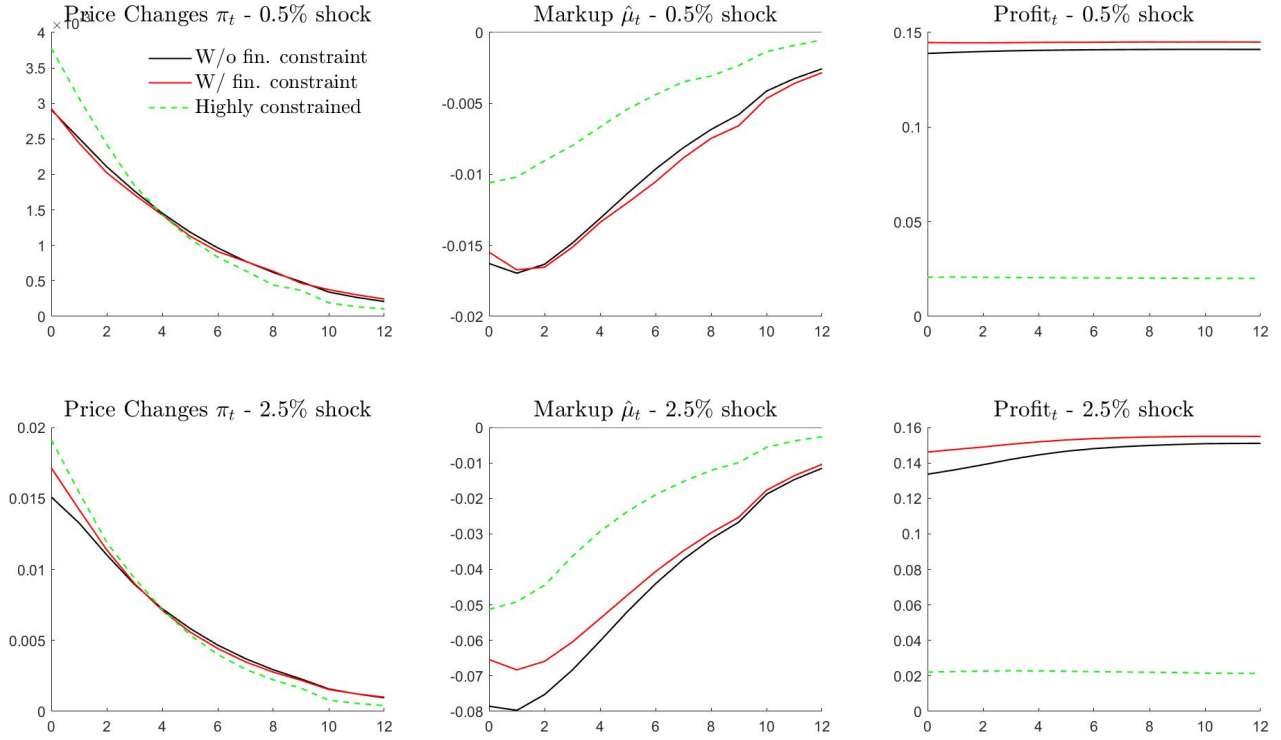 Price Changes π_t - 0.5% shock
Markup μ̂_t - 0.5% shock
Profit_t - 0.5% shock
4
3.5
3
2.5
2
1.5
1
0.5
0
W/o fin. constraint
W/ fin. constraint
Highly constrained
0 2 4 6 8 10 12
0
-0.005
-0.01
-0.015
-0.02
0 2 4 6 8 10 12
0.15
0.1
0.05
0
0 2 4 6 8 10 12
Price Changes π_t - 2.5% shock
Markup μ̂_t - 2.5% shock
Profit_t - 2.5% shock
0.02
0.015
0.01
0.005
0
0 2 4 6 8 10 12
0
-0.01
-0.02
-0.03
-0.04
-0.05
-0.06
-0.07
-0.08
0 2 4 6 8 10 12
0.16
0.14
0.12
0.1
0.08
0.06
0.04
0.02
0
0 2 4 6 8 10 12